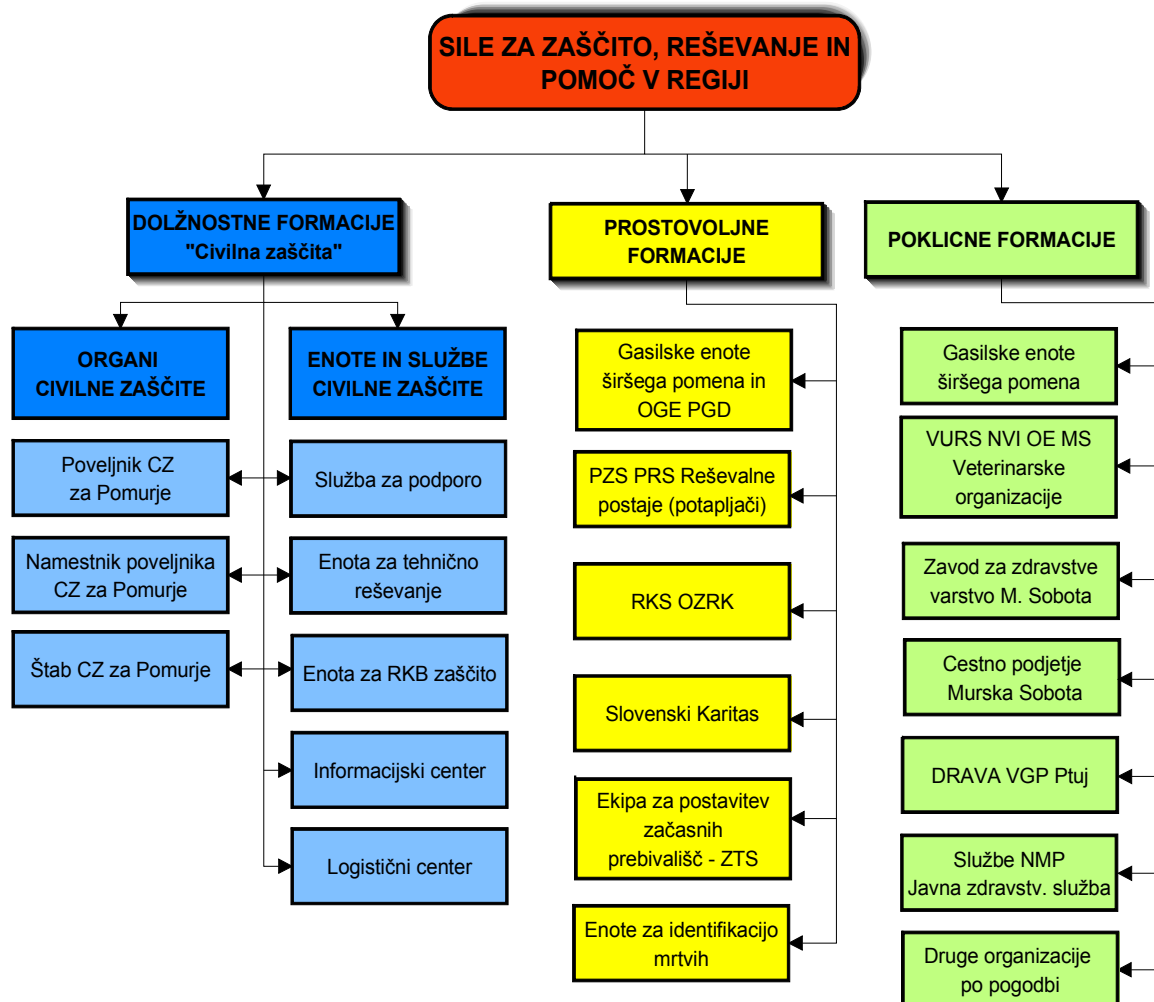 SILE ZA ZAŠČITO, REŠEVANJE IN
POMOČ V REGIJI
DOLŽNOSTNE FORMACIJE
"Civilna zaščita"
ORGANI
CIVILNE ZAŠČITE
Poveljnik CZ
za Pomurje
Namestnik poveljnika
CZ za Pomurje
Štab CZ za Pomurje
ENOTE IN SLUŽBE
CIVILNE ZAŠČITE
Služba za podporo
Enota za tehnično
reševanje
Enota za RKB zaščito
Informacijski center
Logistični center
PROSTOVOLJNE
FORMACIJE
Gasilske enote
širšega pomena in
OGE PGD
PZS PRS Reševalne
postaje (potapljači)
RKS OZRK
Slovenski Karitas
Ekipa za postavitev
začasnih
prebivališč - ZTS
Enote za identifikacijo
mrtvih
POKLICNE FORMACIJE
Gasilske enote
širšega pomena
VURS NVI OE MS
Veterinarske
organizacije
Zavod za zdravstve
varstvo M. Sobota
Cestno podjetje
Murska Sobota
DRAVA VGP Ptuj
Službe NMP
Javna zdravstv. služba
Druge organizacije
po pogodbi